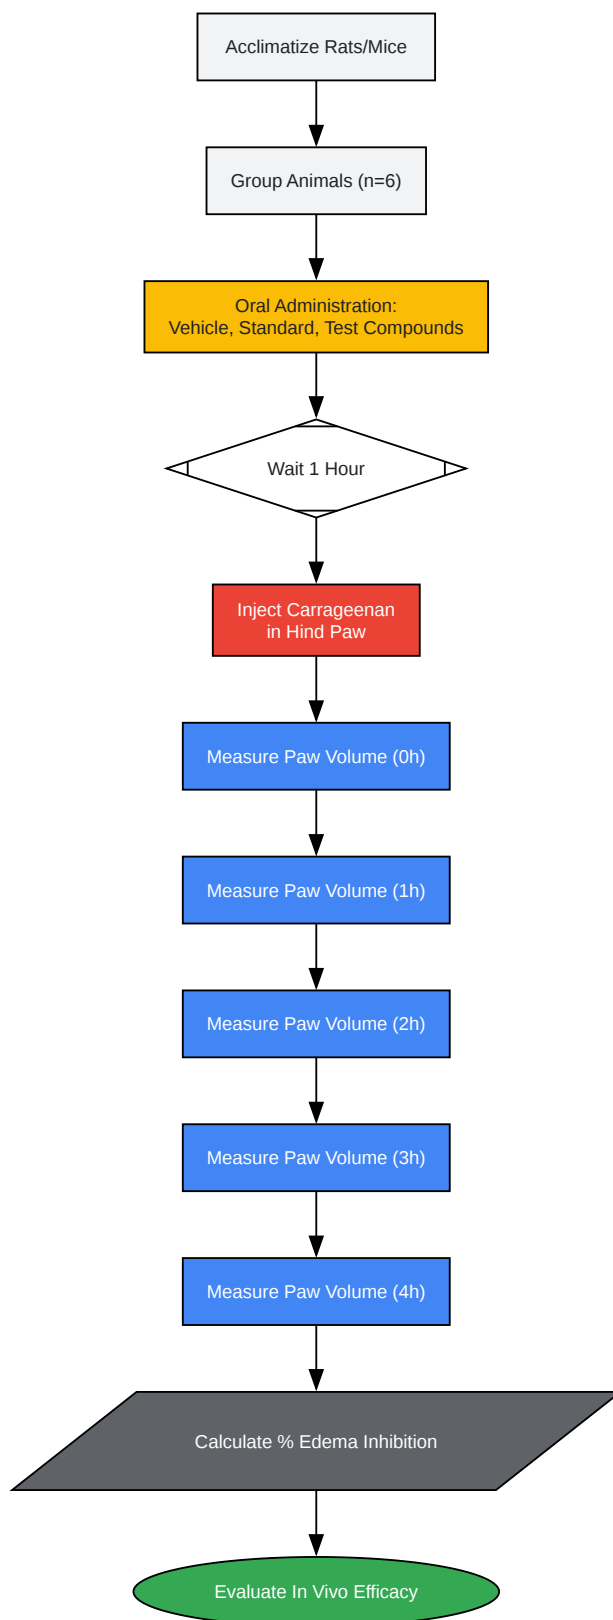 Acclimatize Rats/Mice
Group Animals (n=6)
Oral Administration:
Vehicle, Standard, Test Compounds
Wait 1 Hour
Inject Carrageenan
in Hind Paw
Measure Paw Volume (0h)
Measure Paw Volume (1h)
Measure Paw Volume (2h)
Measure Paw Volume (3h)
Measure Paw Volume (4h)
Calculate % Edema Inhibition
Evaluate In Vivo Efficacy